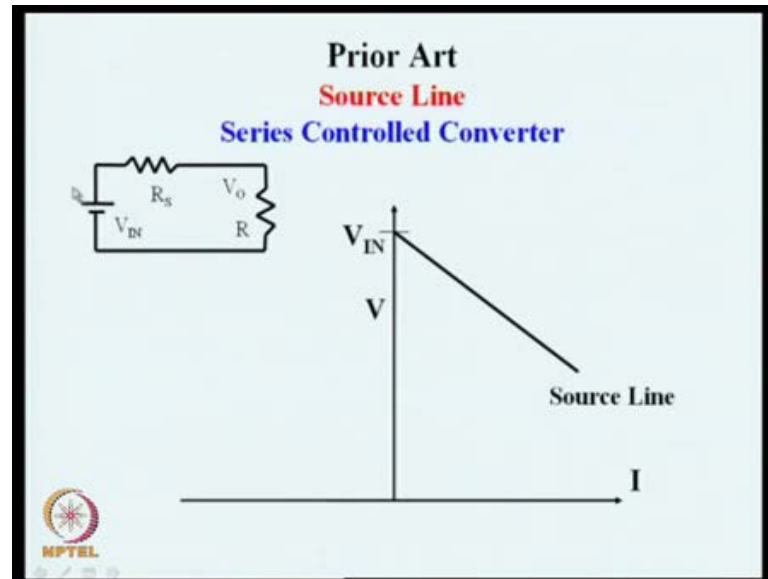 Prior Art
Source Line
Series Controlled Converter
R_S
V_O
V_IN
R
V_IN
V
Source Line
I
NPTEL